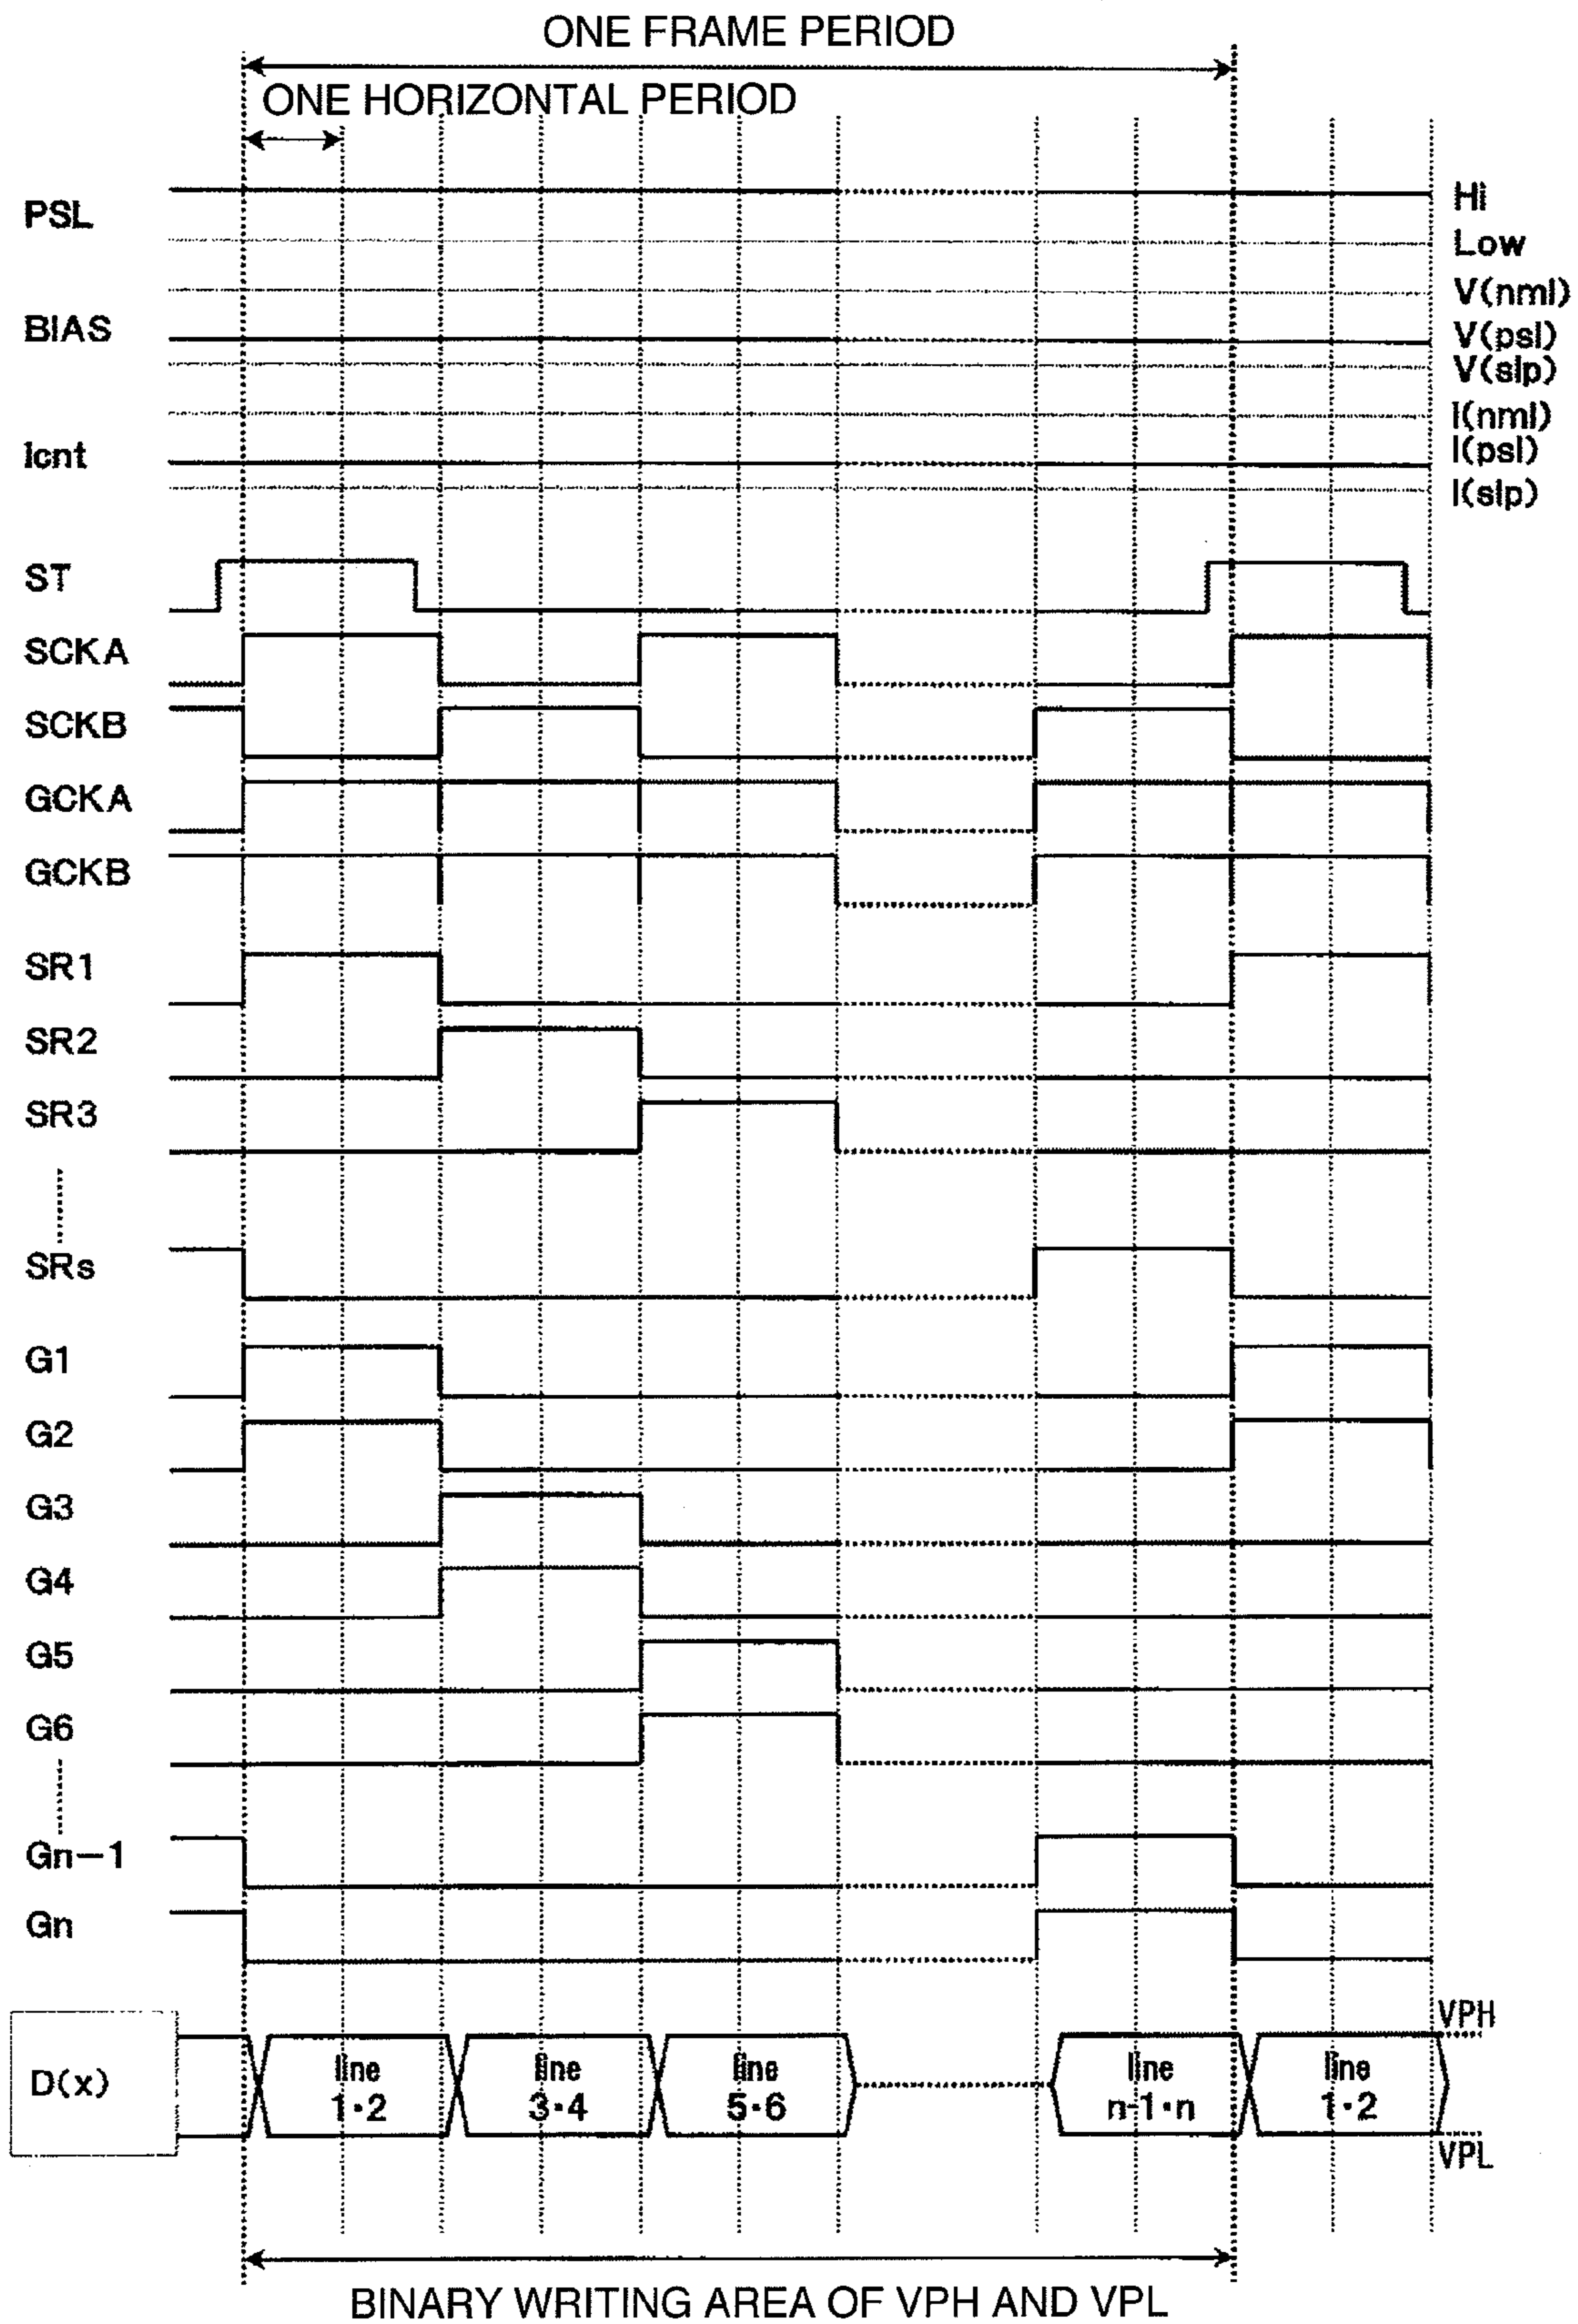 ONE FRAME PERIOD
ONE HORIZONTAL PERIOD
PSL
Hi
Low
BIAS
V(nml)
V(psl)
V(slp)
Icnt
I(nml)
I(psl)
I(slp)
ST
SCKA
SCKB
GCKA
GCKB
SR1
SR2
SR3
SRs
G1
G2
G3
G4
G5
G6
Gn-1
Gn
D(x)
VPH
line
1·2
line
3·4
line
5·6
line
n-1·n
line
1·2
VPL
BINARY WRITING AREA OF VPH AND VPL